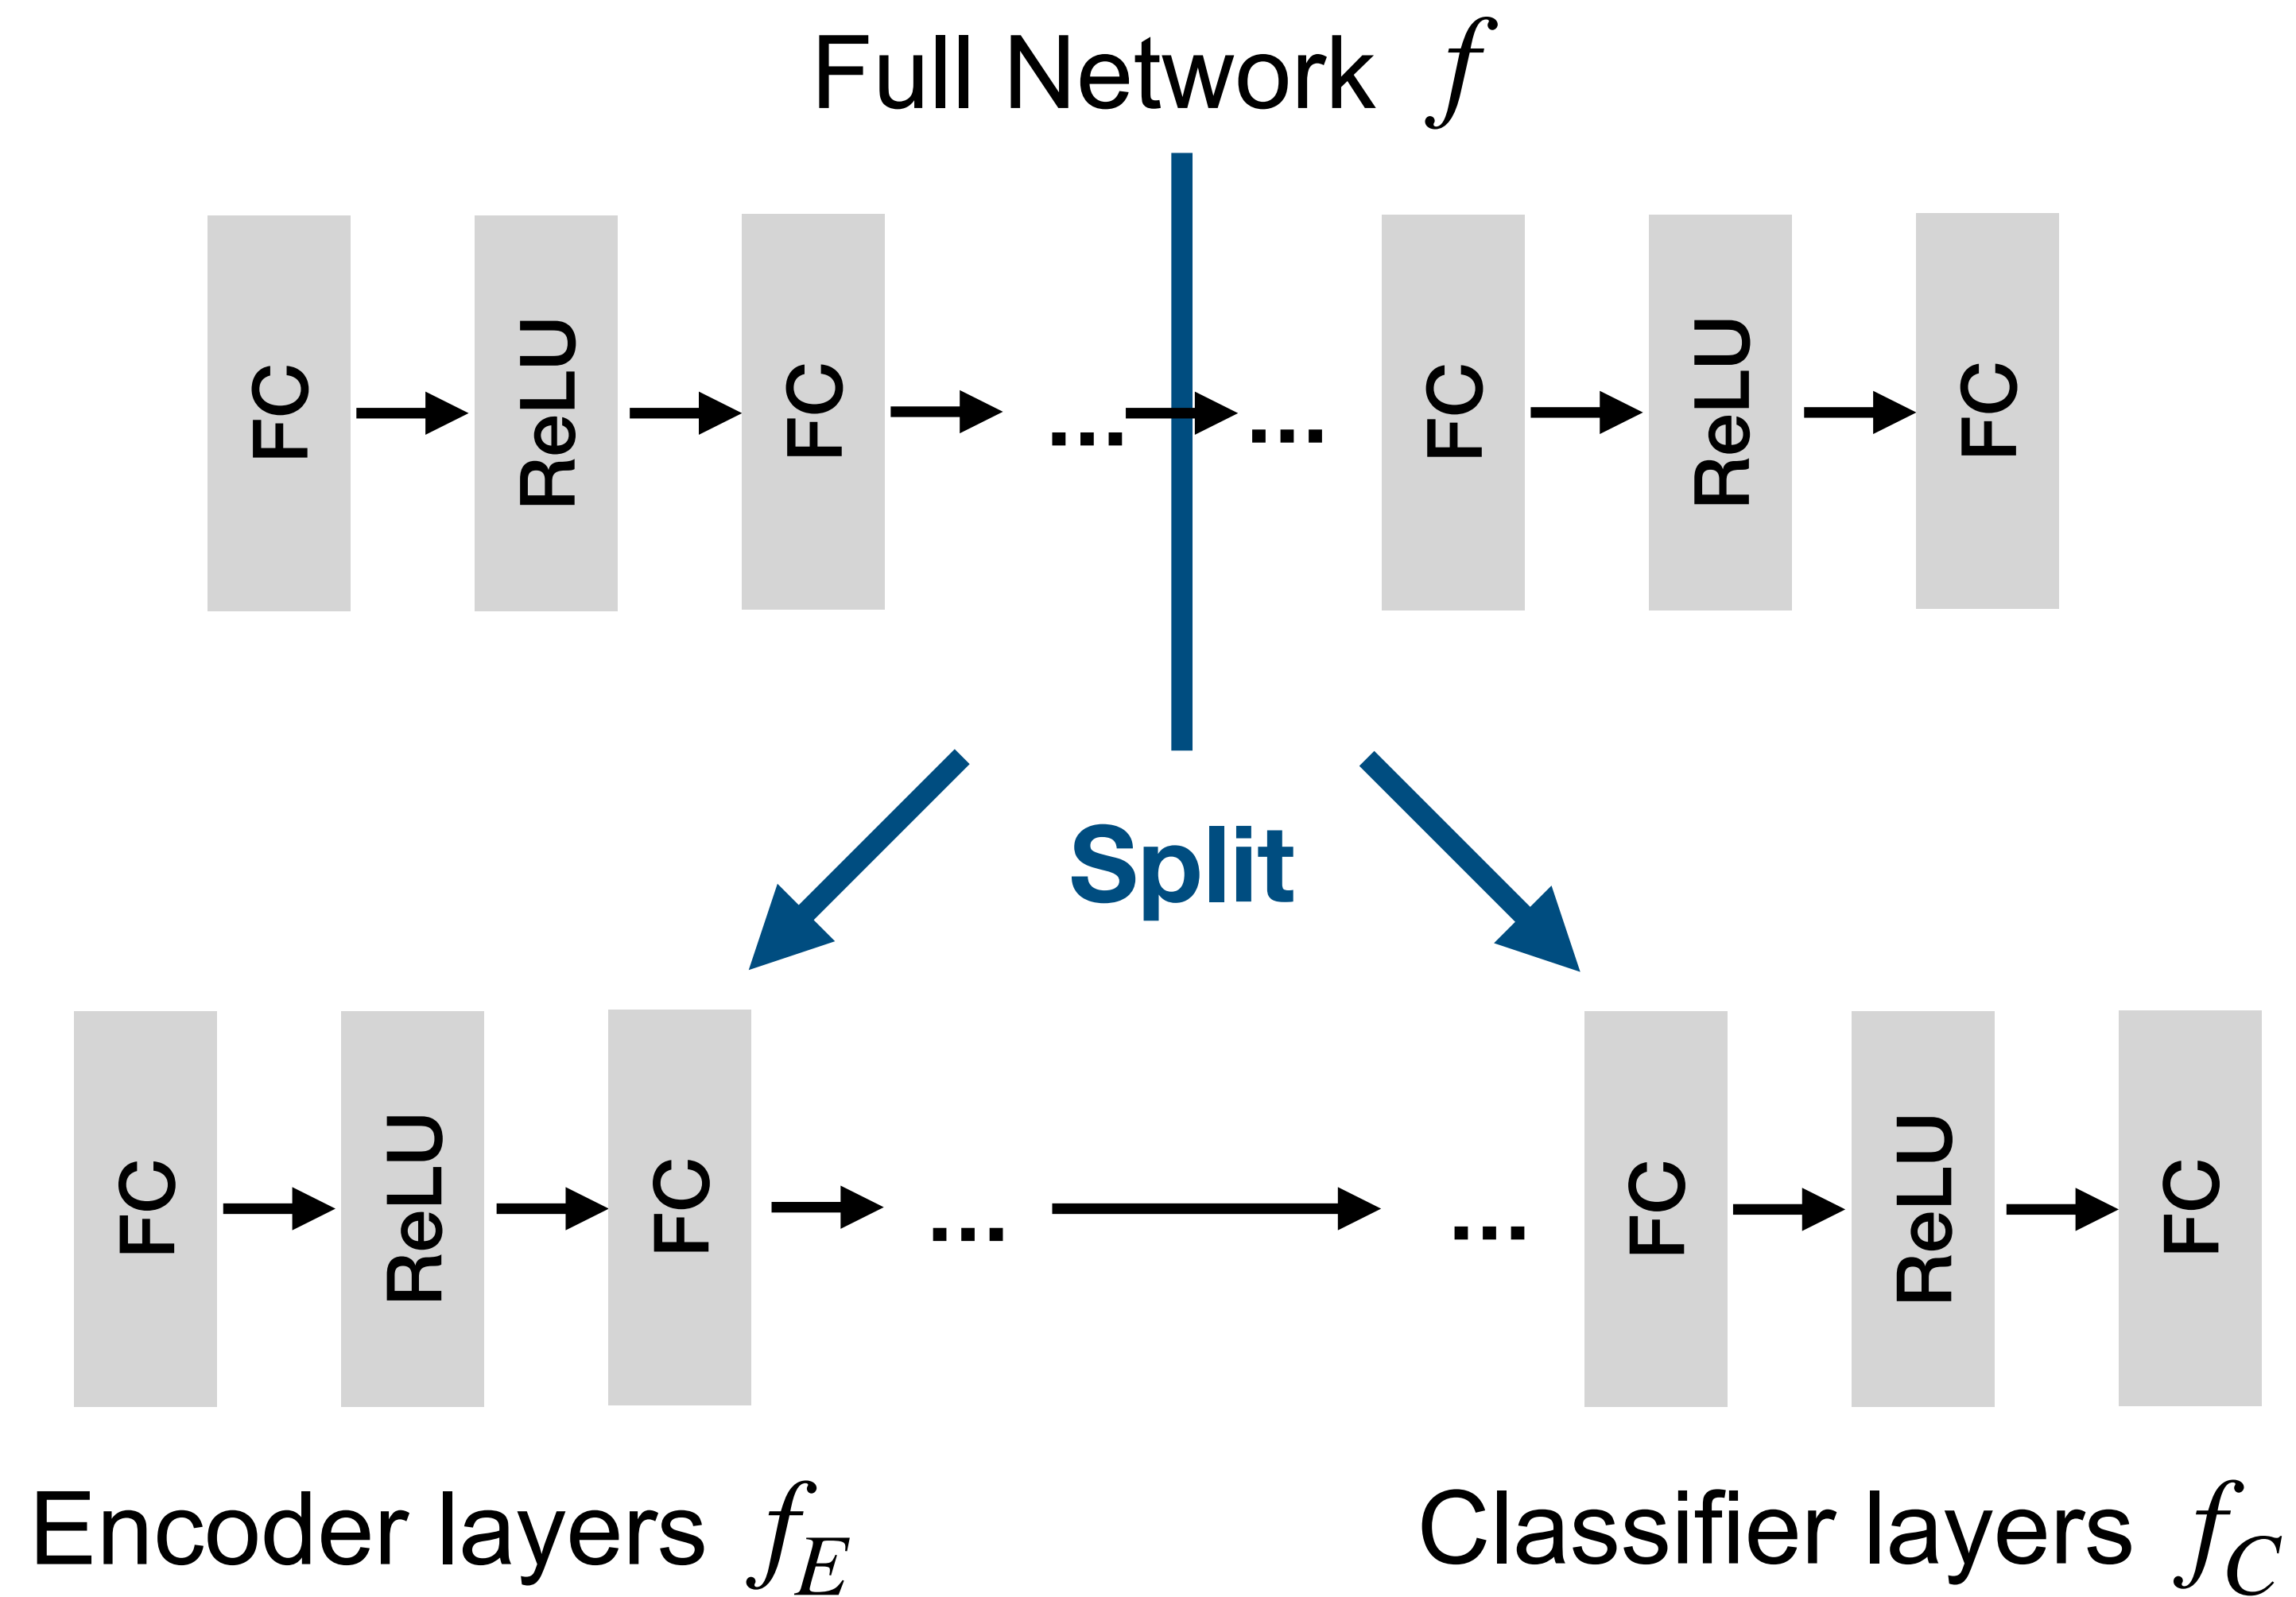 Full Network f
FC ReLU FC ... ... FC ReLU FC
Split
FC ReLU FC ... ... FC ReLU FC
Encoder layers f_E Classifier layers f_C